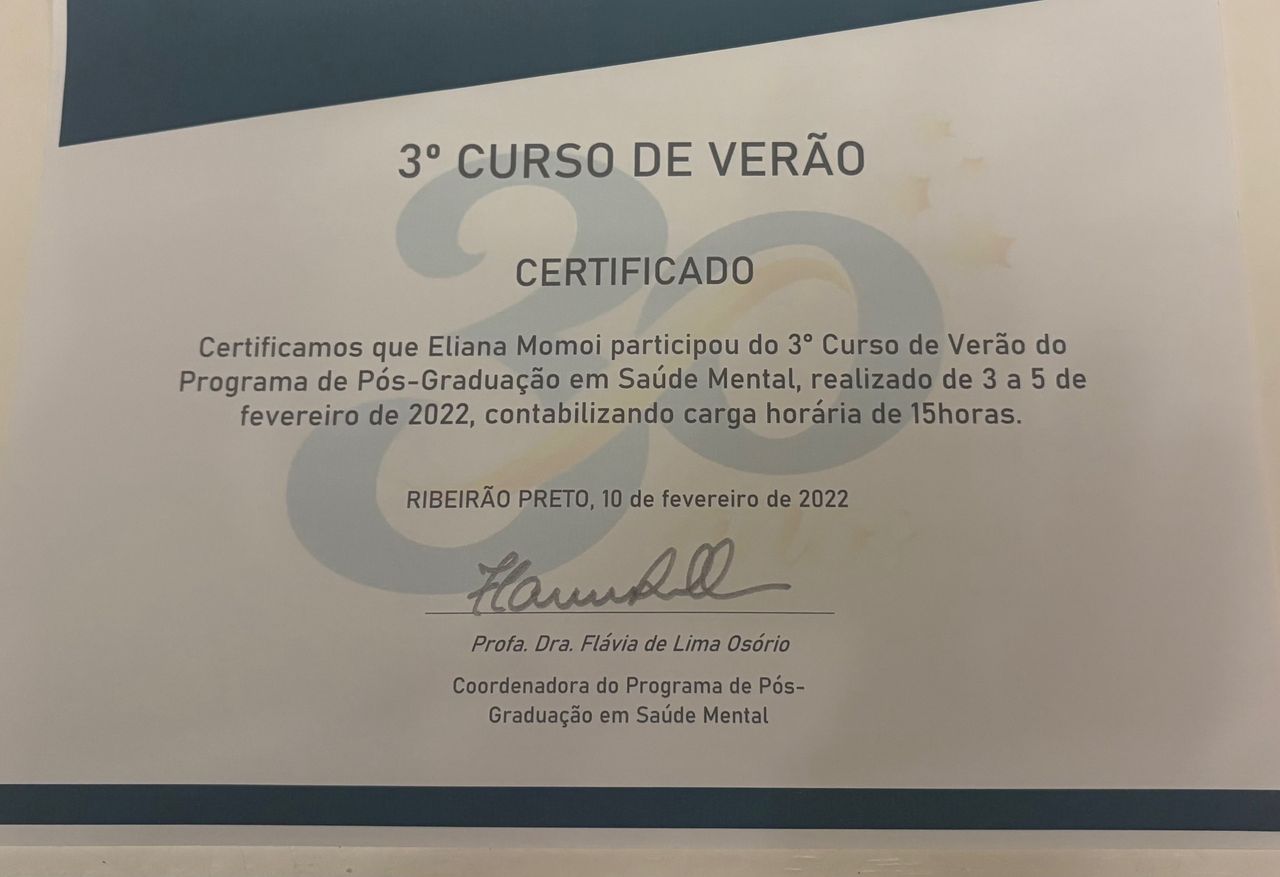 3º CURSO DE VERÃO
CERTIFICADO
Certificamos que Eliana Momoi participou do 3º Curso de Verão do
Programa de Pós-Graduação em Saúde Mental, realizado de 3 a 5 de
fevereiro de 2022, contabilizando carga horária de 15horas.
RIBEIRÃO PRETO, 10 de fevereiro de 2022
Profa. Dra. Flávia de Lima Osório
Coordenadora do Programa de Pós-
Graduação em Saúde Mental